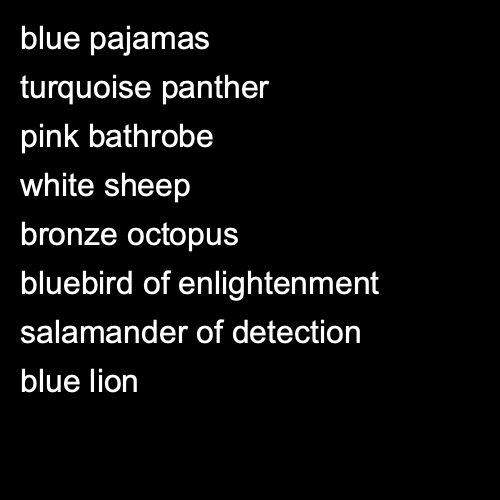 blue pajamas
turquoise panther
pink bathrobe
white sheep
bronze octopus
bluebird of enlightenment
salamander of detection
blue lion